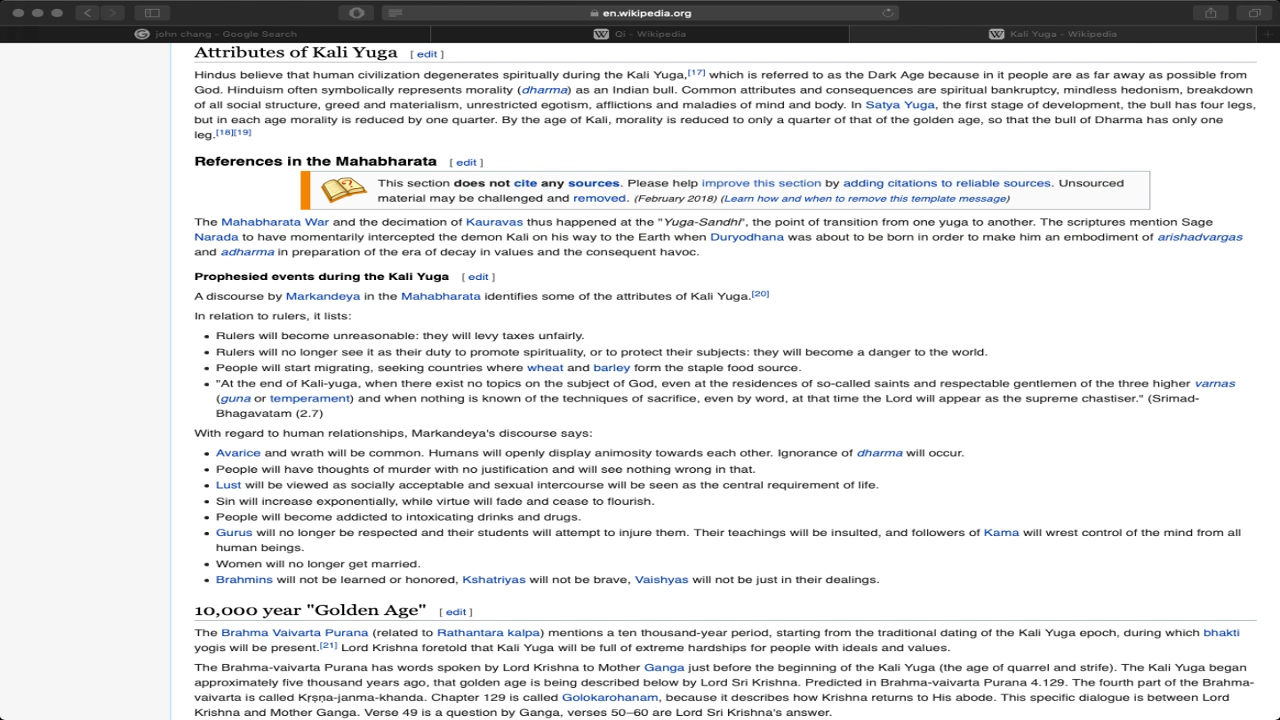 en.wikipedia.org
john chang - Google Search
Qi - Wikipedia
Kali Yuga - Wikipedia
Attributes of Kali Yuga [ edit ]
Hindus believe that human civilization degenerates spiritually during the Kali Yuga,[17] which is referred to as the Dark Age because in it people are as far away as possible from
God. Hinduism often symbolically represents morality (dharma) as an Indian bull. Common attributes and consequences are spiritual bankruptcy, mindless hedonism, breakdown
of all social structure, greed and materialism, unrestricted egotism, afflictions and maladies of mind and body. In Satya Yuga, the first stage of development, the bull has four legs,
but in each age morality is reduced by one quarter. By the age of Kali, morality is reduced to only a quarter of that of the golden age, so that the bull of Dharma has only one
leg.[18][19]
References in the Mahabharata [ edit ]
This section does not cite any sources. Please help improve this section by adding citations to reliable sources. Unsourced
material may be challenged and removed. (February 2018) (Learn how and when to remove this template message)
The Mahabharata War and the decimation of Kauravas thus happened at the "Yuga-Sandhi", the point of transition from one yuga to another. The scriptures mention Sage
Narada to have momentarily intercepted the demon Kali on his way to the Earth when Duryodhana was about to be born in order to make him an embodiment of arishadvargas
and adharma in preparation of the era of decay in values and the consequent havoc.
Prophesied events during the Kali Yuga [ edit ]
A discourse by Markandeya in the Mahabharata identifies some of the attributes of Kali Yuga.[20]
In relation to rulers, it lists:
• Rulers will become unreasonable: they will levy taxes unfairly.
• Rulers will no longer see it as their duty to promote spirituality, or to protect their subjects: they will become a danger to the world.
• People will start migrating, seeking countries where wheat and barley form the staple food source.
• "At the end of Kali-yuga, when there exist no topics on the subject of God, even at the residences of so-called saints and respectable gentlemen of the three higher varnas
(guna or temperament) and when nothing is known of the techniques of sacrifice, even by word, at that time the Lord will appear as the supreme chastiser." (Srimad-
Bhagavatam (2.7)
With regard to human relationships, Markandeya's discourse says:
• Avarice and wrath will be common. Humans will openly display animosity towards each other. Ignorance of dharma will occur.
• People will have thoughts of murder with no justification and will see nothing wrong in that.
• Lust will be viewed as socially acceptable and sexual intercourse will be seen as the central requirement of life.
• Sin will increase exponentially, while virtue will fade and cease to flourish.
• People will become addicted to intoxicating drinks and drugs.
• Gurus will no longer be respected and their students will attempt to injure them. Their teachings will be insulted, and followers of Kama will wrest control of the mind from all
human beings.
• Women will no longer get married.
• Brahmins will not be learned or honored, Kshatriyas will not be brave, Vaishyas will not be just in their dealings.
10,000 year "Golden Age" [ edit ]
The Brahma Vaivarta Purana (related to Rathantara kalpa) mentions a ten thousand-year period, starting from the traditional dating of the Kali Yuga epoch, during which bhakti
yogis will be present.[21] Lord Krishna foretold that Kali Yuga will be full of extreme hardships for people with ideals and values.
The Brahma-vaivarta Purana has words spoken by Lord Krishna to Mother Ganga just before the beginning of the Kali Yuga (the age of quarrel and strife). The Kali Yuga began
approximately five thousand years ago, that golden age is being described below by Lord Sri Krishna. Predicted in Brahma-vaivarta Purana 4.129. The fourth part of the Brahma-
vaivarta is called Kṛṣṇa-janma-khanda. Chapter 129 is called Golokarohanam, because it describes how Krishna returns to His abode. This specific dialogue is between Lord
Krishna and Mother Ganga. Verse 49 is a question by Ganga, verses 50–60 are Lord Sri Krishna's answer.